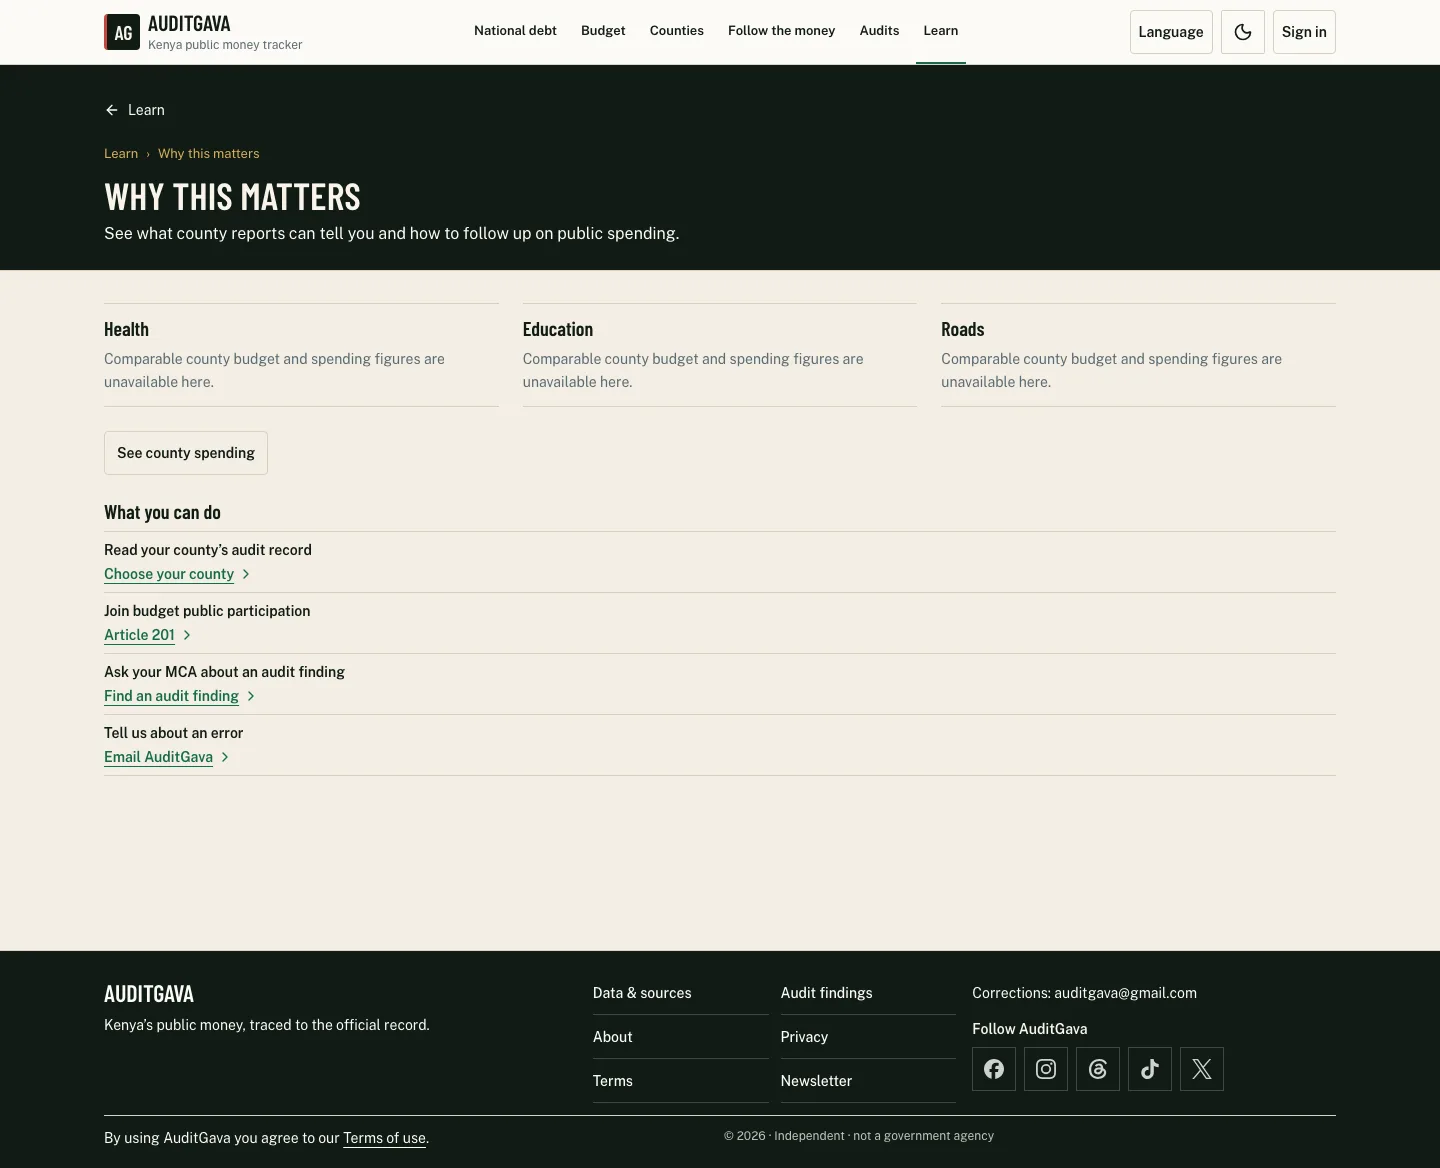 AG
AUDITGAVA
Kenya public money tracker
National debt
Budget
Counties
Follow the money
Audits
Learn
Language
Sign in
Learn
Learn › Why this matters
WHY THIS MATTERS
See what county reports can tell you and how to follow up on public spending.
Health
Comparable county budget and spending figures are
unavailable here.
Education
Comparable county budget and spending figures are
unavailable here.
Roads
Comparable county budget and spending figures are
unavailable here.
See county spending
What you can do
Read your county’s audit record
Choose your county
Join budget public participation
Article 201
Ask your MCA about an audit finding
Find an audit finding
Tell us about an error
Email AuditGava
AUDITGAVA
Kenya’s public money, traced to the official record.
Data & sources
Audit findings
About
Privacy
Terms
Newsletter
Corrections: auditgava@gmail.com
Follow AuditGava
By using AuditGava you agree to our Terms of use.
© 2026 · Independent · not a government agency